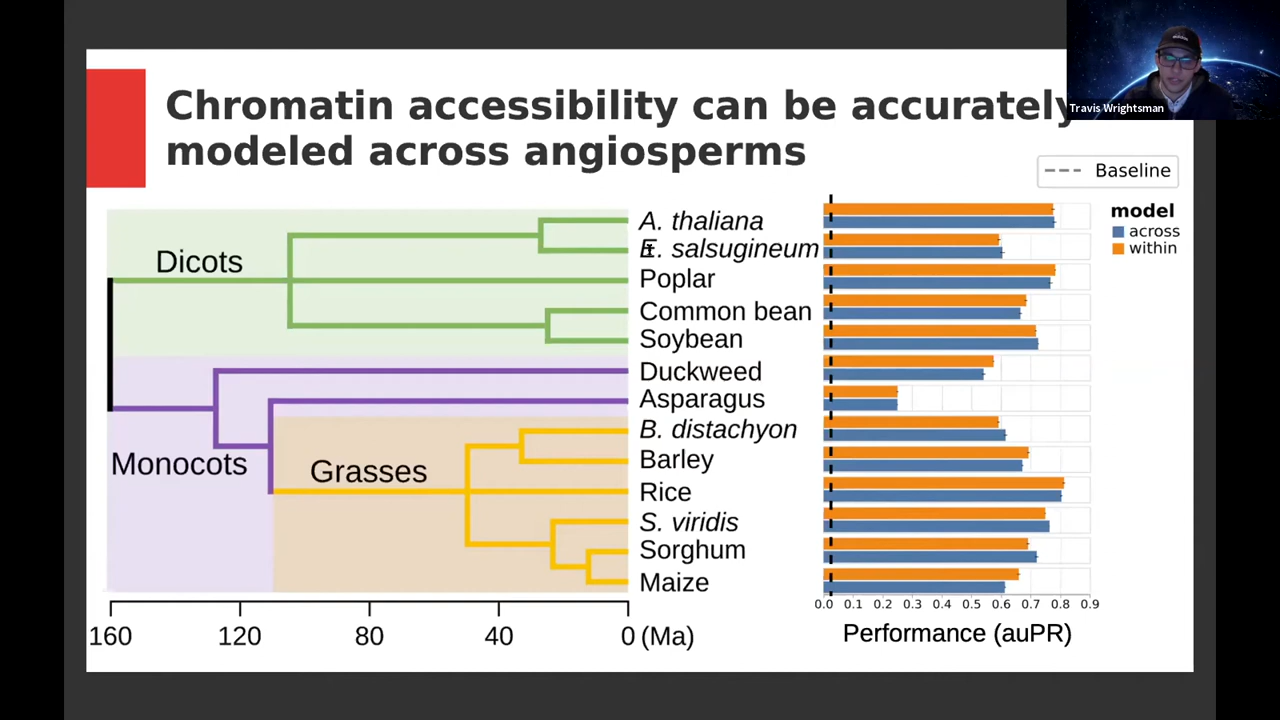 Travis Wrightsman
Chromatin accessibility can be accurately
modeled across angiosperms
Baseline
model
across
within
Dicots
Monocots
Grasses
A. thaliana
E. salsugineum
Poplar
Common bean
Soybean
Duckweed
Asparagus
B. distachyon
Barley
Rice
S. viridis
Sorghum
Maize
160 120 80 40 0 (Ma)
0.0 0.1 0.2 0.3 0.4 0.5 0.6 0.7 0.8 0.9
Performance (auPR)